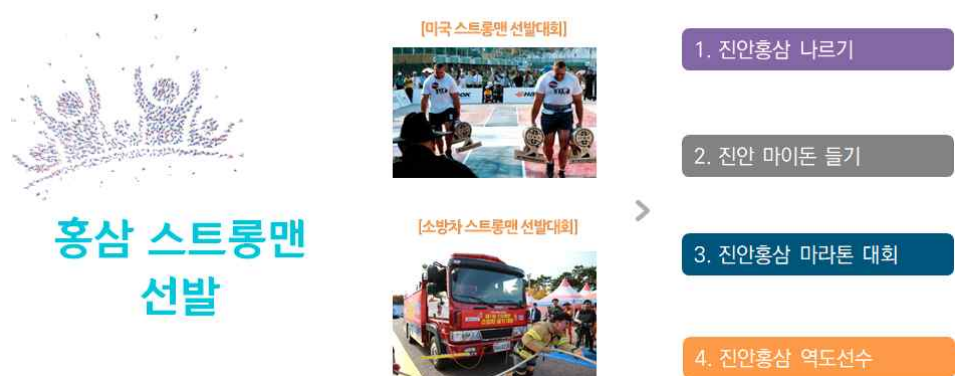 홍삼 스트롱맨
선발
[미국 스트롱맨 선발대회]
[소방차 스트롱맨 선발대회]
1. 진안홍삼 나르기
2. 진안 마이돈 들기
3. 진안홍삼 마라톤 대회
4. 진안홍삼 역도선수